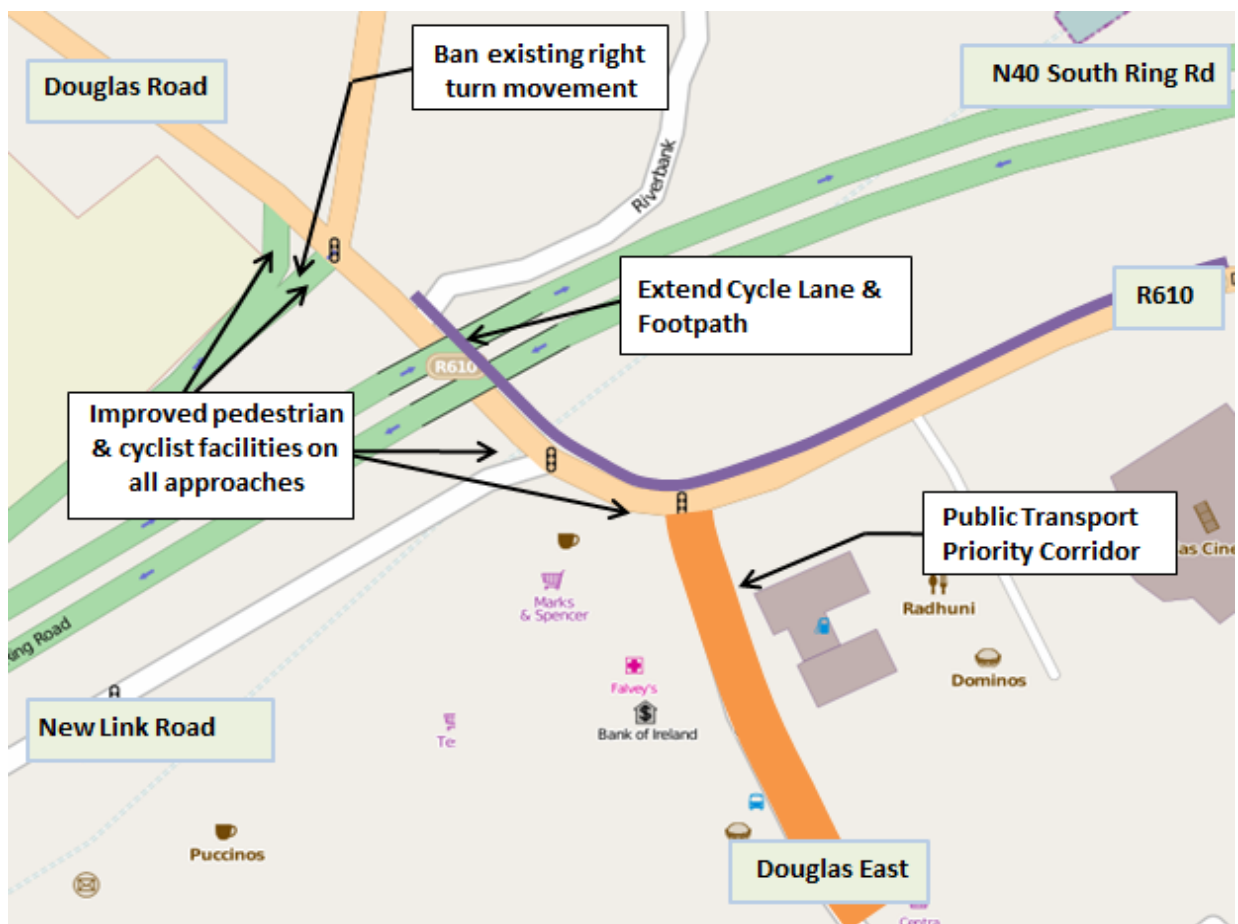 Ban existing right
turn movement
Douglas Road
N40 South Ring Rd
Riverbank
Extend Cycle Lane &
Footpath
R610
R610
Improved pedestrian
& cyclist facilities on
all approaches
Public Transport
Priority Corridor
Marks
& Spencer
Radhuni
Falvey's
Dominos
Road
New Link Road
Bank of Ireland
Puccinos
Douglas East
Centra